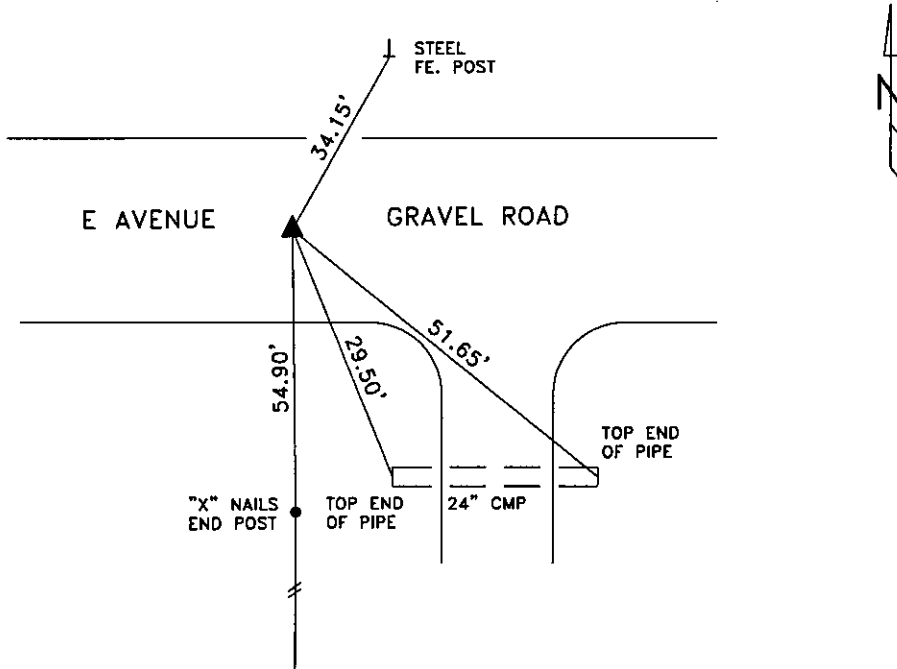 STEEL
FE. POST
34.15'
N
E AVENUE
GRAVEL ROAD
54.90'
29.50'
51.65'
TOP END
OF PIPE
"X" NAILS
END POST
TOP END
OF PIPE
24" CMP